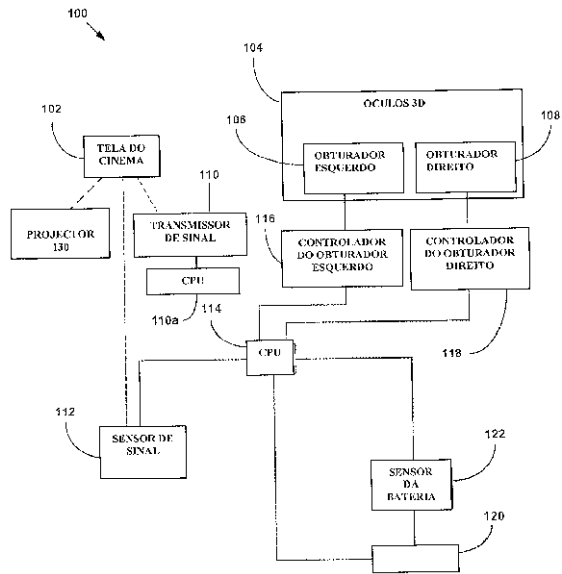 100
104
OCULOS 3D
102
106
108
TELA DO
CINEMA
OBTURADOR
ESQUERDO
OBTURADOR
DIREITO
110
PROJECTOR
130
TRANSMISSOR
DE SINAL
116
CONTROLADOR
DO OBTURADOR
ESQUERDO
CONTROLADOR
DO OBTURADOR
DIREITO
CPU
110a
114
CPU
118
112
SENSOR DE
SINAL
122
SENSOR
DA
BATERIA
120